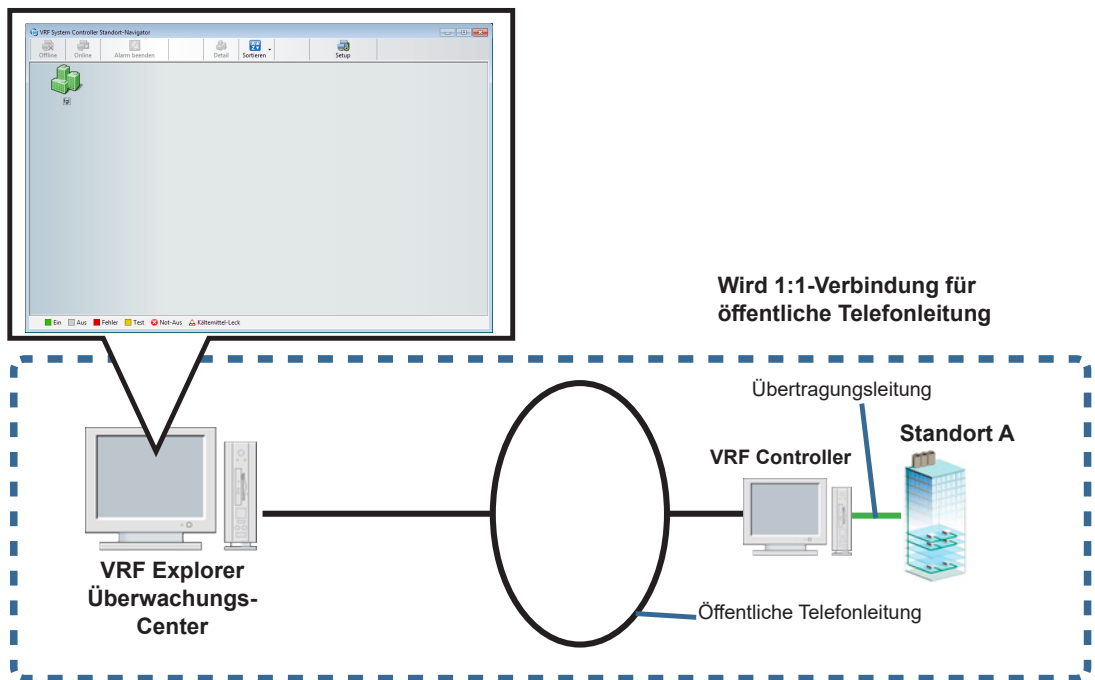 VRF System Controller Standort-Navigator
Offline Online Alarm beenden Detail Sortieren Setup
Ein Aus Fehler Test Not-Aus Kältemittel-Leck
Wird 1:1-Verbindung für
öffentliche Telefonleitung
Übertragungsleitung
Standort A
VRF Controller
VRF Explorer
Überwachungs-
Center
Öffentliche Telefonleitung